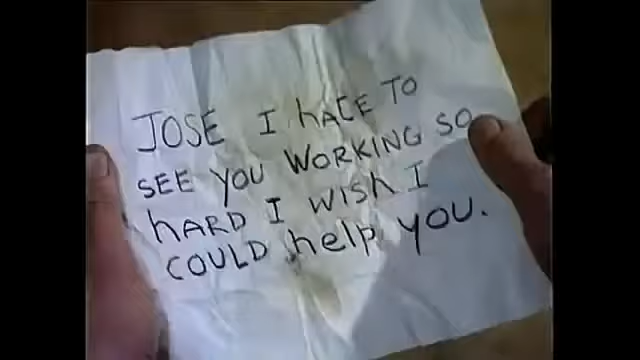 JOSE I hATE TO
SEE YOU WORKING SO
hARD I WISh I
COULD help YOU.